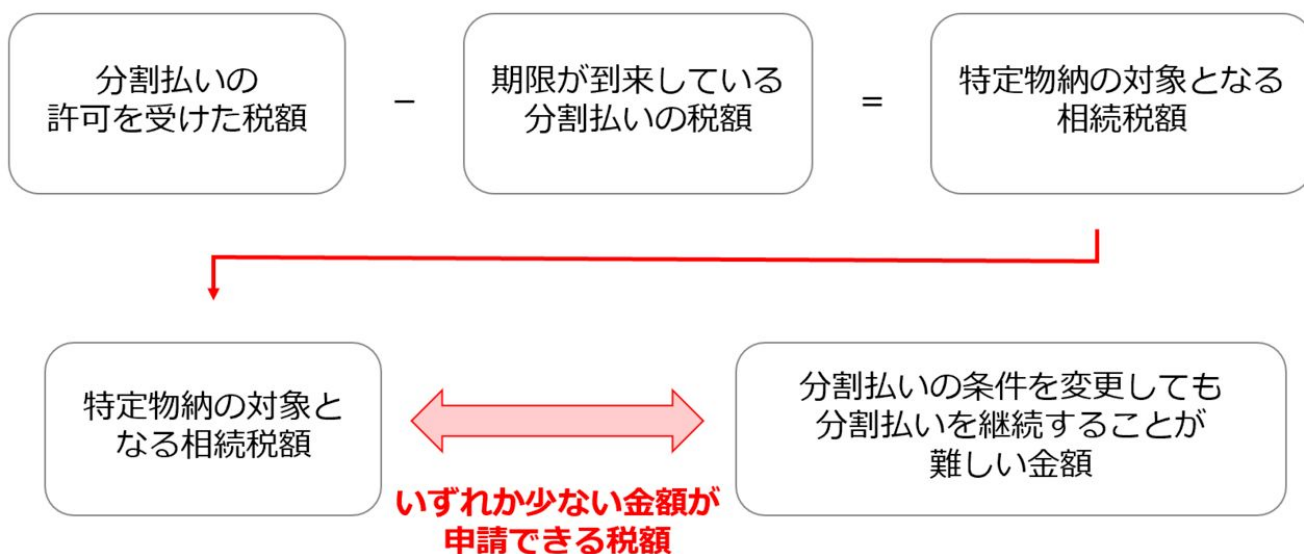 分割払いの
許可を受けた税額
－
期限が到来している
分割払いの税額
＝
特定物納の対象となる
相続税額
特定物納の対象と
なる相続税額
いずれか少ない金額が
申請できる税額
分割払いの条件を変更しても
分割払いを継続することが
難しい金額